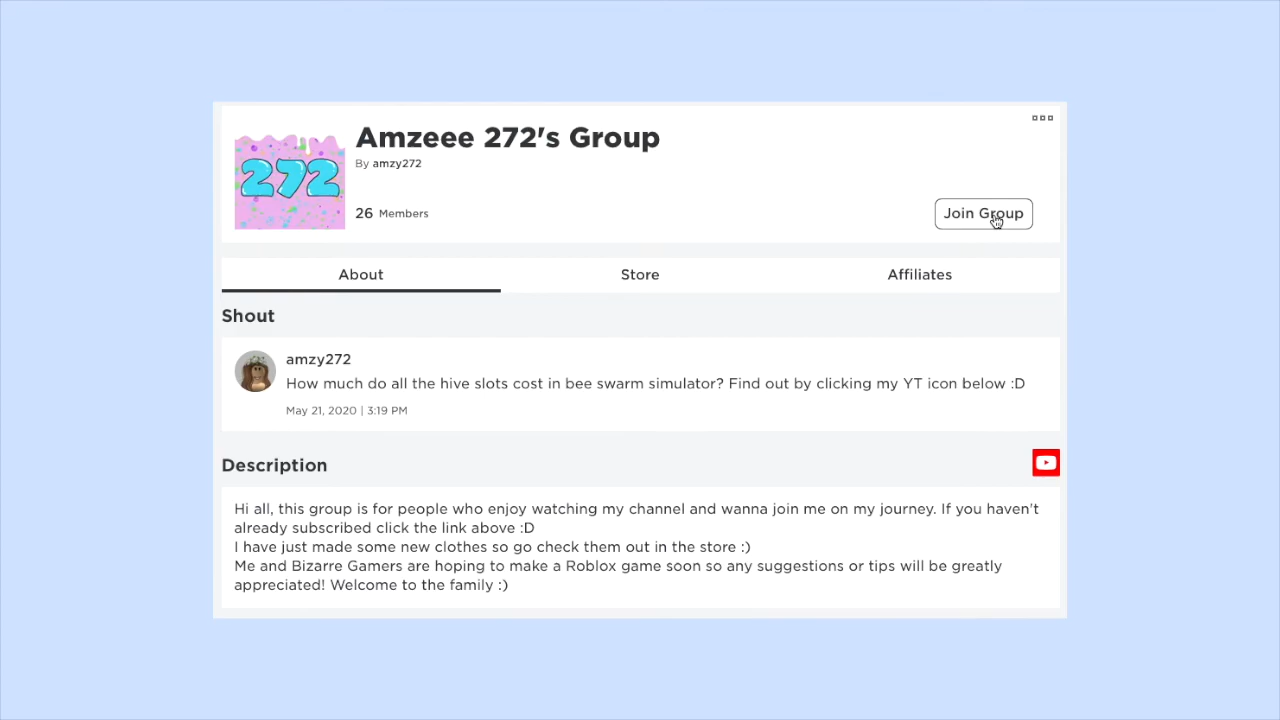 272
Amzeee 272's Group
By amzy272
26 Members
Join Group
About
Store
Affiliates
Shout
amzy272
How much do all the hive slots cost in bee swarm simulator? Find out by clicking my YT icon below :D
May 21, 2020 | 3:19 PM
Description
Hi all, this group is for people who enjoy watching my channel and wanna join me on my journey. If you haven't
already subscribed click the link above :D
I have just made some new clothes so go check them out in the store :)
Me and Bizarre Gamers are hoping to make a Roblox game soon so any suggestions or tips will be greatly
appreciated! Welcome to the family :)